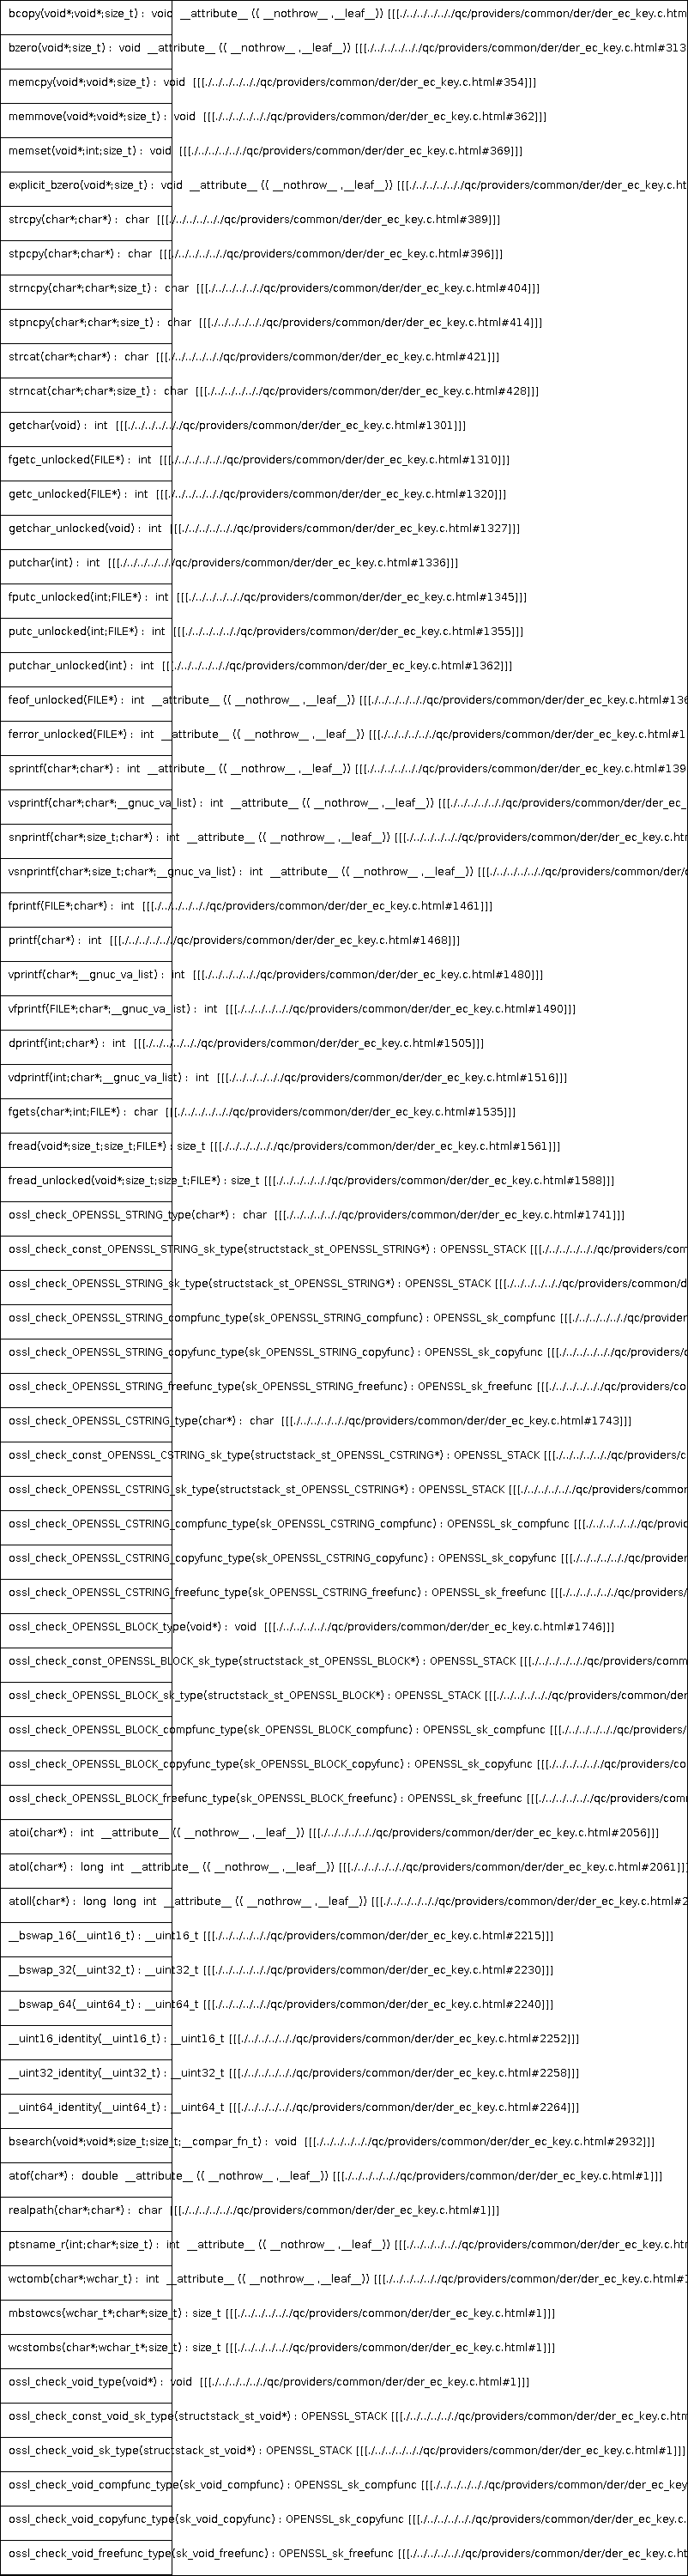 bcopy(void*;void*;size_t) : void __attribute__ (( __nothrow__ ,__leaf__)) [[[./../../../../../qc/providers/common/der/der_ec_key.c.htm
bzero(void*;size_t) : void __attribute__ (( __nothrow__ ,__leaf__)) [[[./../../../../../qc/providers/common/der/der_ec_key.c.html#313
memcpy(void*;void*;size_t) : void [[[./../../../../../qc/providers/common/der/der_ec_key.c.html#354]]]
memmove(void*;void*;size_t) : void [[[./../../../../../qc/providers/common/der/der_ec_key.c.html#362]]]
memset(void*;int;size_t) : void [[[./../../../../../qc/providers/common/der/der_ec_key.c.html#369]]]
explicit_bzero(void*;size_t) : void __attribute__ (( __nothrow__ ,__leaf__)) [[[./../../../../../qc/providers/common/der/der_ec_key.c.ht
strcpy(char*;char*) : char [[[./../../../../../qc/providers/common/der/der_ec_key.c.html#389]]]
stpcpy(char*;char*) : char [[[./../../../../../qc/providers/common/der/der_ec_key.c.html#396]]]
strncpy(char*;char*;size_t) : char [[[./../../../../../qc/providers/common/der/der_ec_key.c.html#404]]]
stpncpy(char*;char*;size_t) : char [[[./../../../../../qc/providers/common/der/der_ec_key.c.html#414]]]
strcat(char*;char*) : char [[[./../../../../../qc/providers/common/der/der_ec_key.c.html#421]]]
strncat(char*;char*;size_t) : char [[[./../../../../../qc/providers/common/der/der_ec_key.c.html#428]]]
getchar(void) : int [[[./../../../../../qc/providers/common/der/der_ec_key.c.html#1301]]]
fgetc_unlocked(FILE*) : int [[[./../../../../../qc/providers/common/der/der_ec_key.c.html#1310]]]
getc_unlocked(FILE*) : int [[[./../../../../../qc/providers/common/der/der_ec_key.c.html#1320]]]
getchar_unlocked(void) : int [[[./../../../../../qc/providers/common/der/der_ec_key.c.html#1327]]]
putchar(int) : int [[[./../../../../../qc/providers/common/der/der_ec_key.c.html#1336]]]
fputc_unlocked(int;FILE*) : int [[[./../../../../../qc/providers/common/der/der_ec_key.c.html#1345]]]
putc_unlocked(int;FILE*) : int [[[./../../../../../qc/providers/common/der/der_ec_key.c.html#1355]]]
putchar_unlocked(int) : int [[[./../../../../../qc/providers/common/der/der_ec_key.c.html#1362]]]
feof_unlocked(FILE*) : int __attribute__ (( __nothrow__ ,__leaf__)) [[[./../../../../../qc/providers/common/der/der_ec_key.c.html#136
ferror_unlocked(FILE*) : int __attribute__ (( __nothrow__ ,__leaf__)) [[[./../../../../../qc/providers/common/der/der_ec_key.c.html#1
sprintf(char*;char*) : int __attribute__ (( __nothrow__ ,__leaf__)) [[[./../../../../../qc/providers/common/der/der_ec_key.c.html#139
vsprintf(char*;char*;__gnuc_va_list) : int __attribute__ (( __nothrow__ ,__leaf__)) [[[./../../../../../qc/providers/common/der/der_ec_
snprintf(char*;size_t;char*) : int __attribute__ (( __nothrow__ ,__leaf__)) [[[./../../../../../qc/providers/common/der/der_ec_key.c.htm
vsnprintf(char*;size_t;char*;__gnuc_va_list) : int __attribute__ (( __nothrow__ ,__leaf__)) [[[./../../../../../qc/providers/common/der/
fprintf(FILE*;char*) : int [[[./../../../../../qc/providers/common/der/der_ec_key.c.html#1461]]]
printf(char*) : int [[[./../../../../../qc/providers/common/der/der_ec_key.c.html#1468]]]
vprintf(char*;__gnuc_va_list) : int [[[./../../../../../qc/providers/common/der/der_ec_key.c.html#1480]]]
vfprintf(FILE*;char*;__gnuc_va_list) : int [[[./../../../../../qc/providers/common/der/der_ec_key.c.html#1490]]]
dprintf(int;char*) : int [[[./../../../../../qc/providers/common/der/der_ec_key.c.html#1505]]]
vdprintf(int;char*;__gnuc_va_list) : int [[[./../../../../../qc/providers/common/der/der_ec_key.c.html#1516]]]
fgets(char*;int;FILE*) : char [[[./../../../../../qc/providers/common/der/der_ec_key.c.html#1535]]]
fread(void*;size_t;size_t;FILE*) : size_t [[[./../../../../../qc/providers/common/der/der_ec_key.c.html#1561]]]
fread_unlocked(void*;size_t;size_t;FILE*) : size_t [[[./../../../../../qc/providers/common/der/der_ec_key.c.html#1588]]]
ossl_check_OPENSSL_STRING_type(char*) : char [[[./../../../../../qc/providers/common/der/der_ec_key.c.html#1741]]]
ossl_check_const_OPENSSL_STRING_sk_type(structstack_st_OPENSSL_STRING*) : OPENSSL_STACK [[[./../../../../../qc/providers/com
ossl_check_OPENSSL_STRING_sk_type(structstack_st_OPENSSL_STRING*) : OPENSSL_STACK [[[./../../../../../qc/providers/common/d
ossl_check_OPENSSL_STRING_compfunc_type(sk_OPENSSL_STRING_compfunc) : OPENSSL_sk_compfunc [[[./../../../../../qc/provider
ossl_check_OPENSSL_STRING_copyfunc_type(sk_OPENSSL_STRING_copyfunc) : OPENSSL_sk_copyfunc [[[./../../../../../qc/providers/c
ossl_check_OPENSSL_STRING_freefunc_type(sk_OPENSSL_STRING_freefunc) : OPENSSL_sk_freefunc [[[./../../../../../qc/providers/co
ossl_check_OPENSSL_CSTRING_type(char*) : char [[[./../../../../../qc/providers/common/der/der_ec_key.c.html#1743]]]
ossl_check_const_OPENSSL_CSTRING_sk_type(structstack_st_OPENSSL_CSTRING*) : OPENSSL_STACK [[[./../../../../../qc/providers/c
ossl_check_OPENSSL_CSTRING_sk_type(structstack_st_OPENSSL_CSTRING*) : OPENSSL_STACK [[[./../../../../../qc/providers/common
ossl_check_OPENSSL_CSTRING_compfunc_type(sk_OPENSSL_CSTRING_compfunc) : OPENSSL_sk_compfunc [[[./../../../../../qc/provid
ossl_check_OPENSSL_CSTRING_copyfunc_type(sk_OPENSSL_CSTRING_copyfunc) : OPENSSL_sk_copyfunc [[[./../../../../../qc/provider
ossl_check_OPENSSL_CSTRING_freefunc_type(sk_OPENSSL_CSTRING_freefunc) : OPENSSL_sk_freefunc [[[./../../../../../qc/providers/
ossl_check_OPENSSL_BLOCK_type(void*) : void [[[./../../../../../qc/providers/common/der/der_ec_key.c.html#1746]]]
ossl_check_const_OPENSSL_BLOCK_sk_type(structstack_st_OPENSSL_BLOCK*) : OPENSSL_STACK [[[./../../../../../qc/providers/comm
ossl_check_OPENSSL_BLOCK_sk_type(structstack_st_OPENSSL_BLOCK*) : OPENSSL_STACK [[[./../../../../../qc/providers/common/der
ossl_check_OPENSSL_BLOCK_compfunc_type(sk_OPENSSL_BLOCK_compfunc) : OPENSSL_sk_compfunc [[[./../../../../../qc/providers/
ossl_check_OPENSSL_BLOCK_copyfunc_type(sk_OPENSSL_BLOCK_copyfunc) : OPENSSL_sk_copyfunc [[[./../../../../../qc/providers/co
ossl_check_OPENSSL_BLOCK_freefunc_type(sk_OPENSSL_BLOCK_freefunc) : OPENSSL_sk_freefunc [[[./../../../../../qc/providers/com
atoi(char*) : int __attribute__ (( __nothrow__ ,__leaf__)) [[[./../../../../../qc/providers/common/der/der_ec_key.c.html#2056]]]
atol(char*) : long int __attribute__ (( __nothrow__ ,__leaf__)) [[[./../../../../../qc/providers/common/der/der_ec_key.c.html#2061]]]
atoll(char*) : long long int __attribute__ (( __nothrow__ ,__leaf__)) [[[./../../../../../qc/providers/common/der/der_ec_key.c.html#2
__bswap_16(__uint16_t) : __uint16_t [[[./../../../../../qc/providers/common/der/der_ec_key.c.html#2215]]]
__bswap_32(__uint32_t) : __uint32_t [[[./../../../../../qc/providers/common/der/der_ec_key.c.html#2230]]]
__bswap_64(__uint64_t) : __uint64_t [[[./../../../../../qc/providers/common/der/der_ec_key.c.html#2240]]]
__uint16_identity(__uint16_t) : __uint16_t [[[./../../../../../qc/providers/common/der/der_ec_key.c.html#2252]]]
__uint32_identity(__uint32_t) : __uint32_t [[[./../../../../../qc/providers/common/der/der_ec_key.c.html#2258]]]
__uint64_identity(__uint64_t) : __uint64_t [[[./../../../../../qc/providers/common/der/der_ec_key.c.html#2264]]]
bsearch(void*;void*;size_t;size_t;__compar_fn_t) : void [[[./../../../../../qc/providers/common/der/der_ec_key.c.html#2932]]]
atof(char*) : double __attribute__ (( __nothrow__ ,__leaf__)) [[[./../../../../../qc/providers/common/der/der_ec_key.c.html#1]]]
realpath(char*;char*) : char [[[./../../../../../qc/providers/common/der/der_ec_key.c.html#1]]]
ptsname_r(int;char*;size_t) : int __attribute__ (( __nothrow__ ,__leaf__)) [[[./../../../../../qc/providers/common/der/der_ec_key.c.htm
wctomb(char*;wchar_t) : int __attribute__ (( __nothrow__ ,__leaf__)) [[[./../../../../../qc/providers/common/der/der_ec_key.c.html#1
mbstowcs(wchar_t*;char*;size_t) : size_t [[[./../../../../../qc/providers/common/der/der_ec_key.c.html#1]]]
wcstombs(char*;wchar_t*;size_t) : size_t [[[./../../../../../qc/providers/common/der/der_ec_key.c.html#1]]]
ossl_check_void_type(void*) : void [[[./../../../../../qc/providers/common/der/der_ec_key.c.html#1]]]
ossl_check_const_void_sk_type(structstack_st_void*) : OPENSSL_STACK [[[./../../../../../qc/providers/common/der/der_ec_key.c.htm
ossl_check_void_sk_type(structstack_st_void*) : OPENSSL_STACK [[[./../../../../../qc/providers/common/der/der_ec_key.c.html#1]]]
ossl_check_void_compfunc_type(sk_void_compfunc) : OPENSSL_sk_compfunc [[[./../../../../../qc/providers/common/der/der_ec_key
ossl_check_void_copyfunc_type(sk_void_copyfunc) : OPENSSL_sk_copyfunc [[[./../../../../../qc/providers/common/der/der_ec_key.c.
ossl_check_void_freefunc_type(sk_void_freefunc) : OPENSSL_sk_freefunc [[[./../../../../../qc/providers/common/der/der_ec_key.c.ht